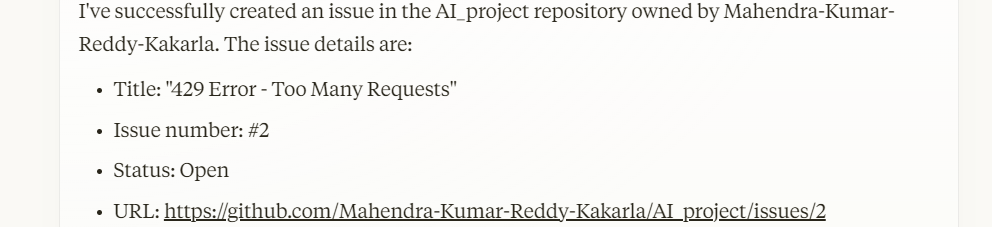 I've successfully created an issue in the AI_project repository owned by Mahendra-Kumar-
Reddy-Kakarla. The issue details are:
• Title: "429 Error - Too Many Requests"
• Issue number: #2
• Status: Open
• URL: https://github.com/Mahendra-Kumar-Reddy-Kakarla/AI_project/issues/2